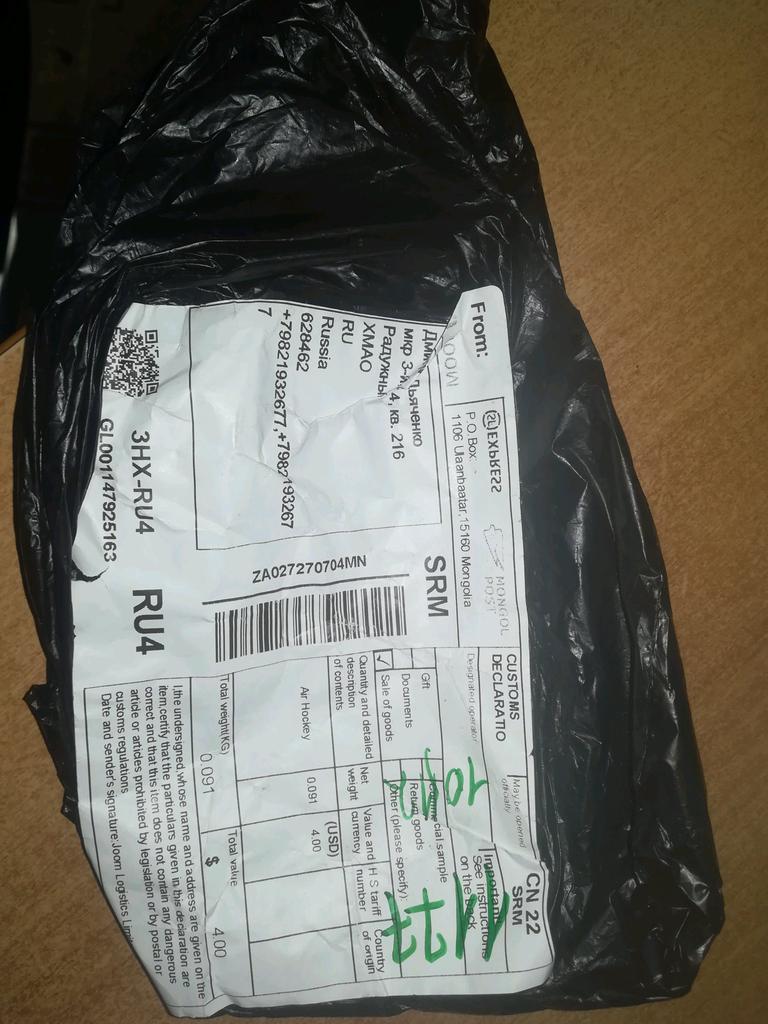 From:
EXPRESS
MONGOL
POST
P.O.Box:
1106 Ulaanbaatar,15160 Mongolia
JOOM
мкр 3-й
Радужный 4, кв. 216
ХМАО
RU
Russia
628462
+79821932677,+7982193267
7
SRM
ZA027270704MN
3HX-RU4
RU4
GL001147925163
CUSTOMS
DECLARATIO
May be opened
officially
CN 22
SRM
Designated operator
Important!
See instructions
on the back
10
11
Gift
Commercial sample
Documents
Return goods
✓ Sale of goods
Other (please specify):
Quantity and detailed
description
of contents
Net
weight
Value and
currency
H S tariff
number
Country
of origin
(USD)
Air Hockey
0.091
4.00
Total weight(KG)
Total value
0.091
$ 4.00
I,the undersigned,whose name and address are given on the
item,certify that the particulars given in this declaration are
correct and that this item does not contain any dangerous
article or articles prohibited by legislation or by postal or
customs regulations
Date and sender's signature:Joom Logistics Limi